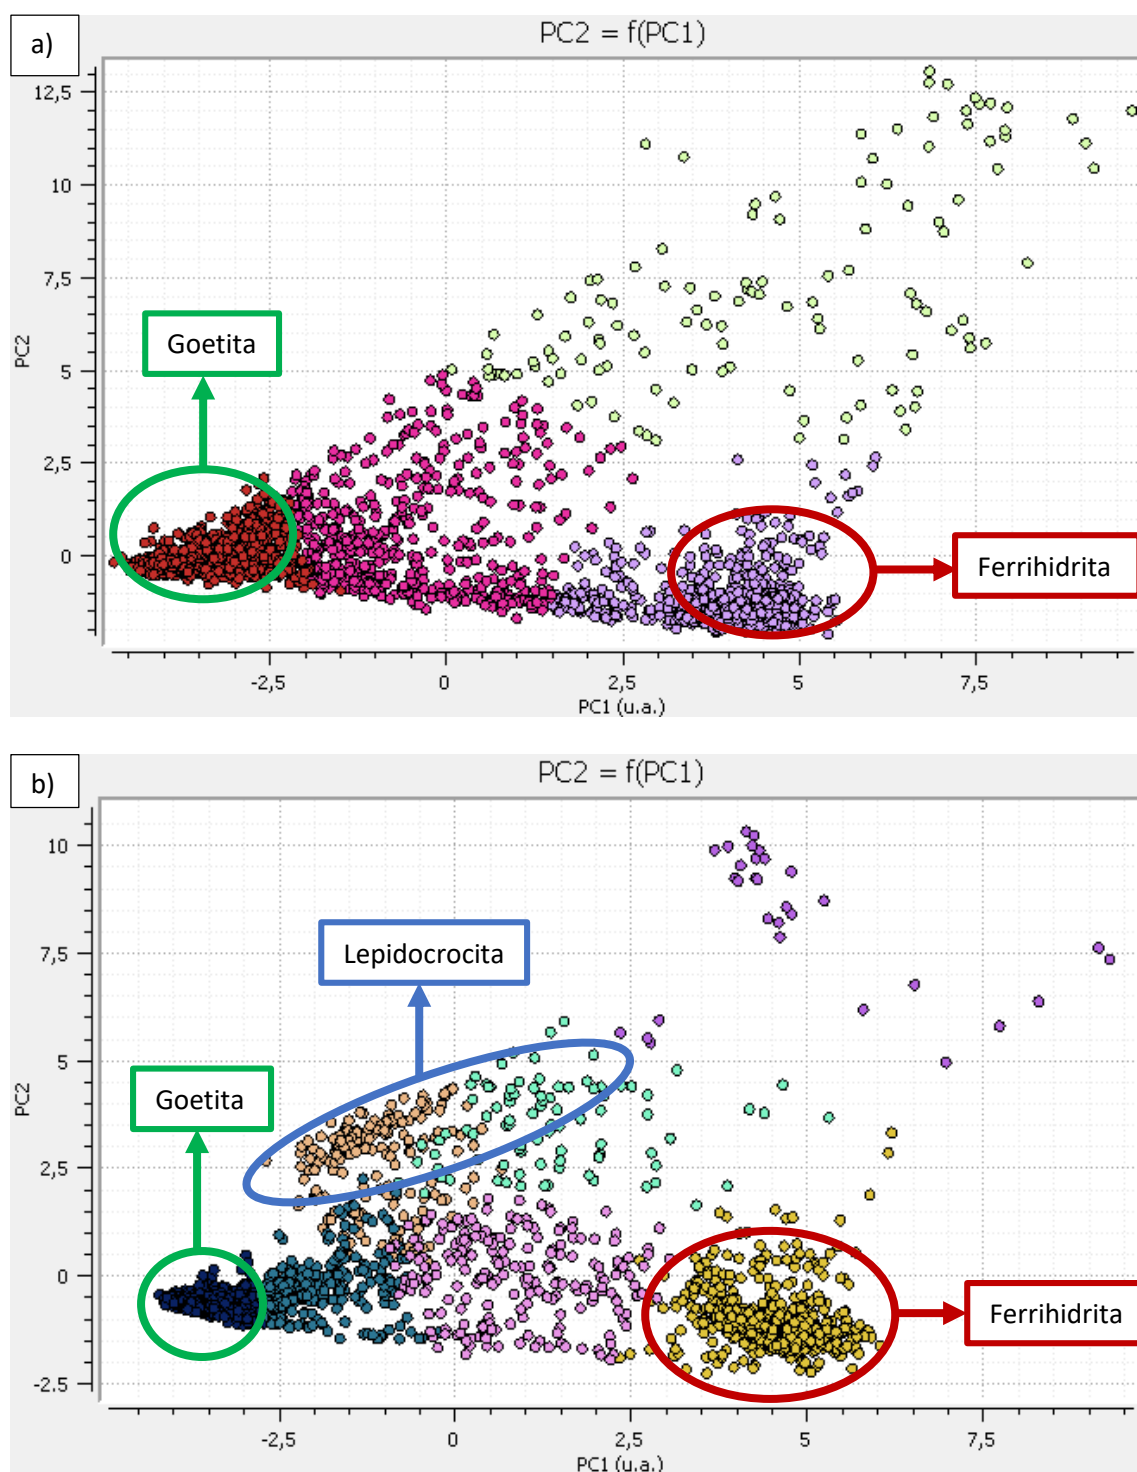 a)
PC2 = f(PC1)
12,5
10
7,5
5
2,5
0
PC2
Goetita
Ferrihidrita
-2,5
0
2,5
5
7,5
PC1 (u.a.)
b)
PC2 = f(PC1)
10
7,5
5
2,5
0
-2.5
PC2
Lepidocrocita
Goetita
Ferrihidrita
-2,5
0
2,5
5
7,5
PC1 (u.a.)